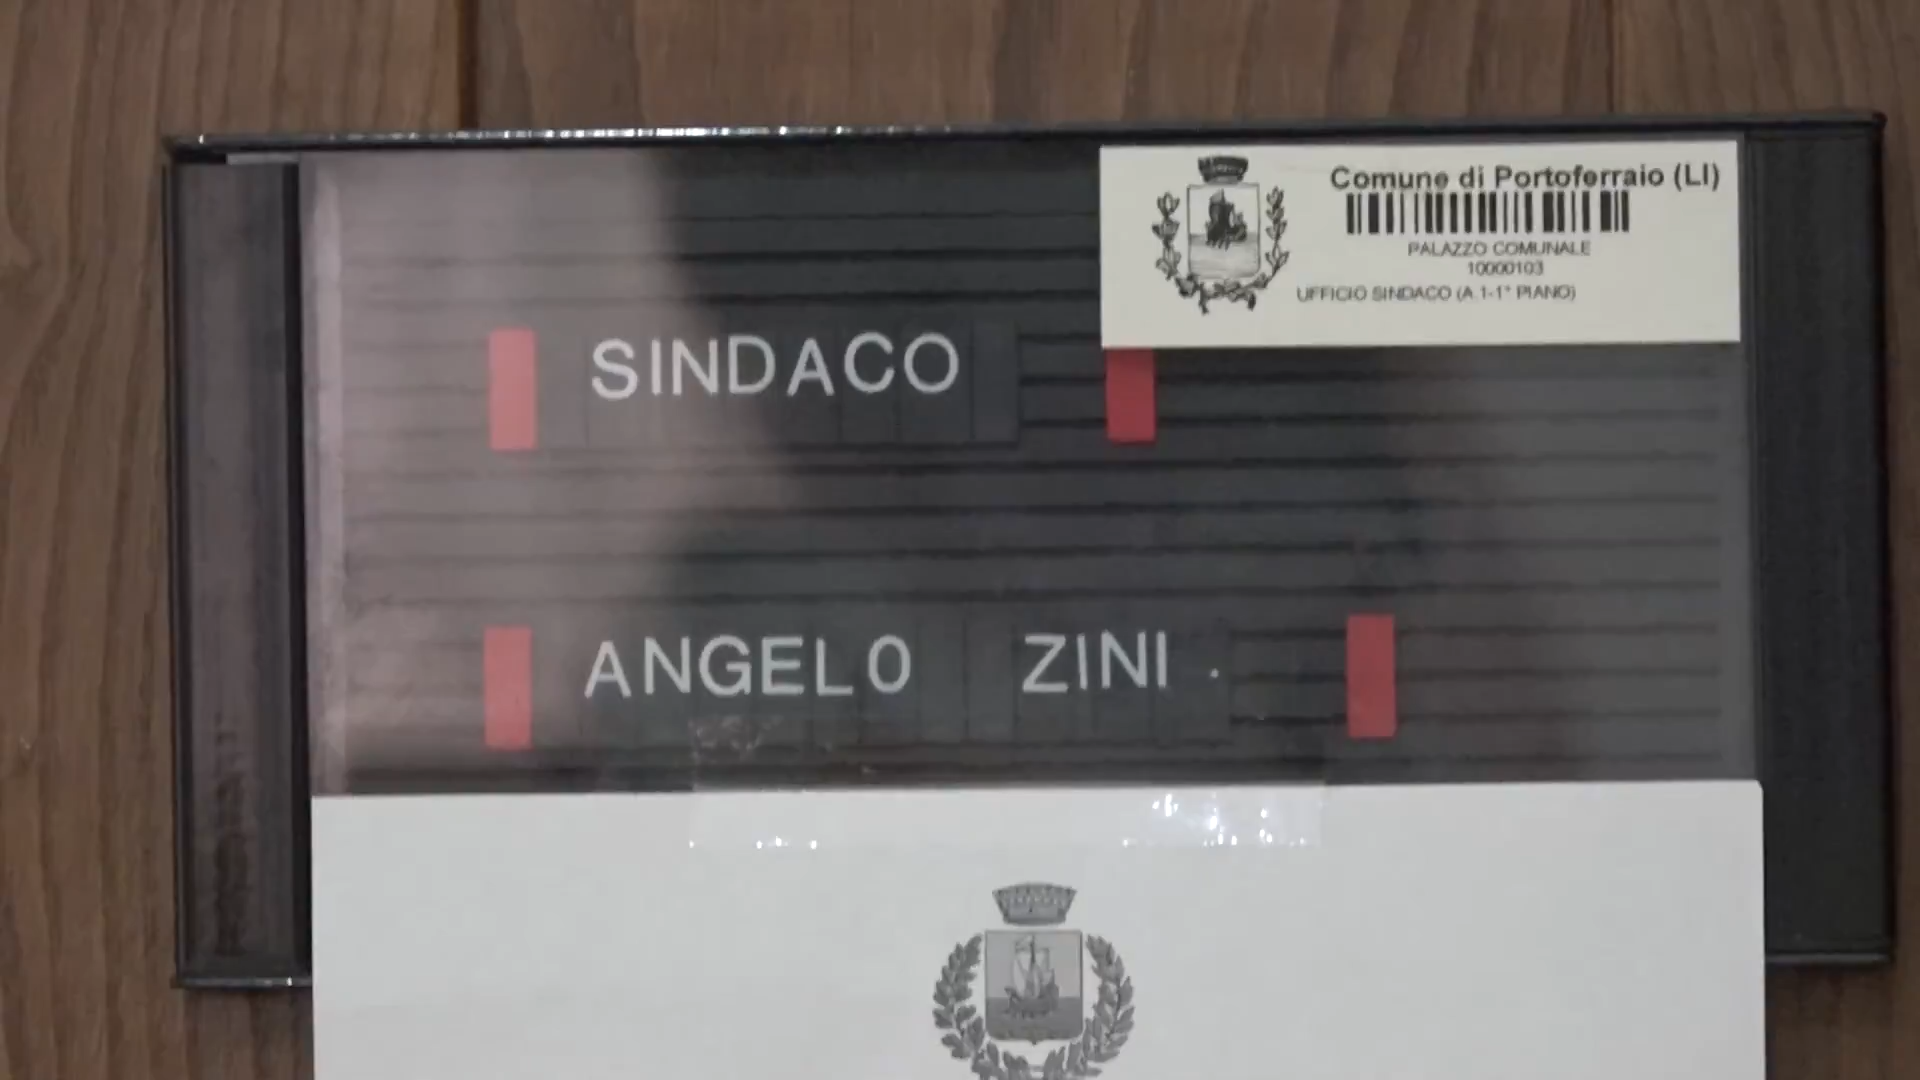 Comune di Portoferraio (LI)
PALAZZO COMUNALE
10000103
UFFICIO SINDACO (A 1-1° PIANO)
SINDACO
ANGELO ZINI .